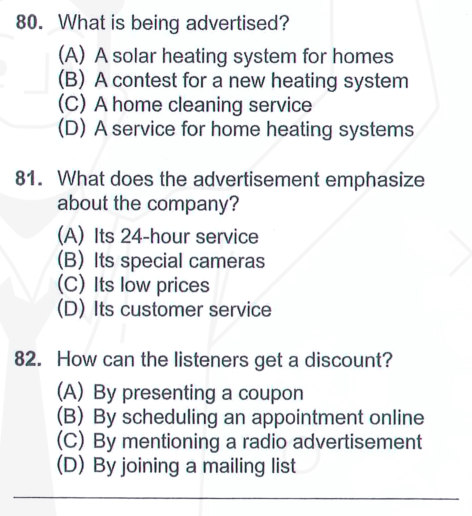 80. What is being advertised?
(A) A solar heating system for homes
(B) A contest for a new heating system
(C) A home cleaning service
(D) A service for home heating systems
81. What does the advertisement emphasize
about the company?
(A) Its 24-hour service
(B) Its special cameras
(C) Its low prices
(D) Its customer service
82. How can the listeners get a discount?
(A) By presenting a coupon
(B) By scheduling an appointment online
(C) By mentioning a radio advertisement
(D) By joining a mailing list